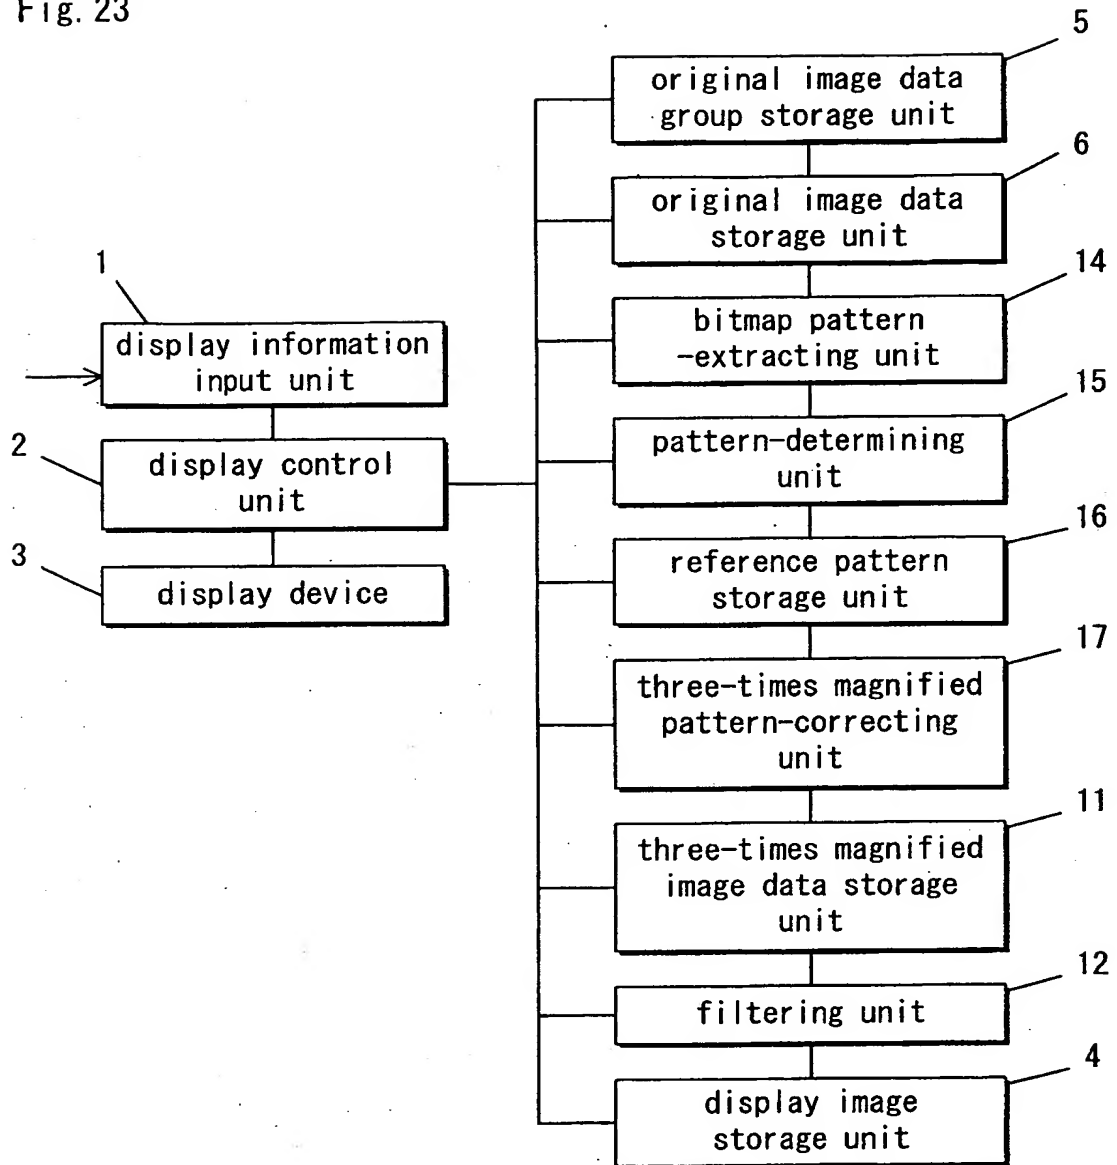 Fig. 23
5
original image data
group storage unit
6
original image data
storage unit
14
bitmap pattern
-extracting unit
15
pattern-determining
unit
16
reference pattern
storage unit
17
three-times magnified
pattern-correcting
unit
11
three-times magnified
image data storage
unit
12
filtering unit
4
display image
storage unit
1
display information
input unit
2
display control
unit
3
display device